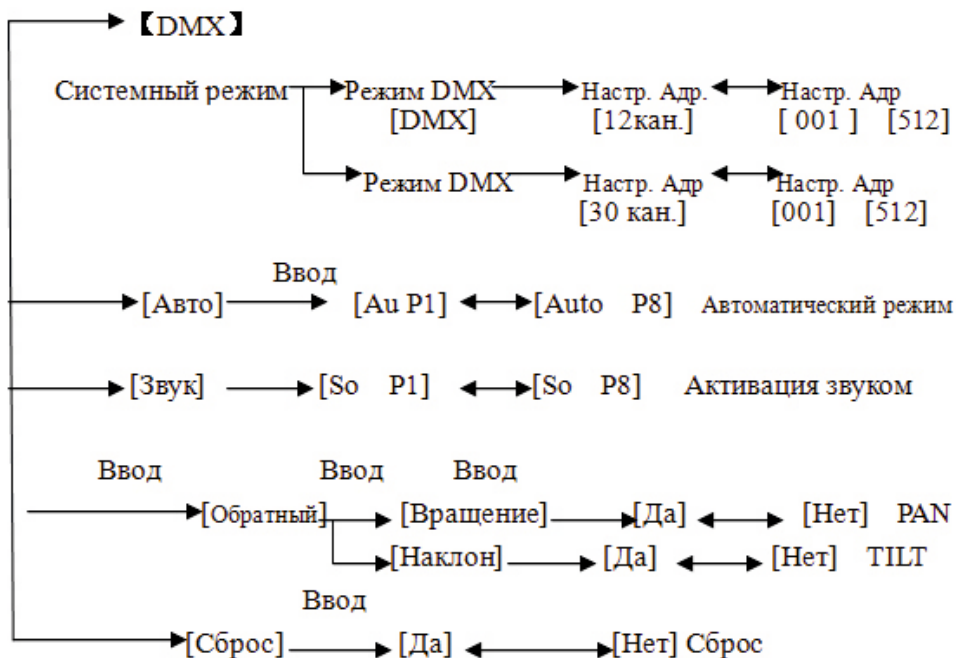 【DMX】
Системный режим Режим DMX Настр. Адр. Настр. Адр
[DMX] [12кан.] [ 001 ] [512]
Режим DMX Настр. Адр Настр. Адр
[30 кан.] [001] [512]
Ввод
[Авто] [Au P1] [Auto P8] Автоматический режим
[Звук] [So P1] [So P8] Активация звуком
Ввод Ввод Ввод
[Обратный] [Вращение] [Да] [Нет] PAN
[Наклон] [Да] [Нет] TILT
Ввод
[Сброс] [Да] [Нет] Сброс